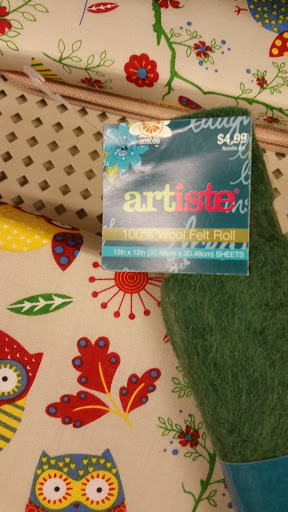 $4.99
artiste
100% Wool Felt Roll
12in x 12in (30.48cm x 30.48cm) SHEETS